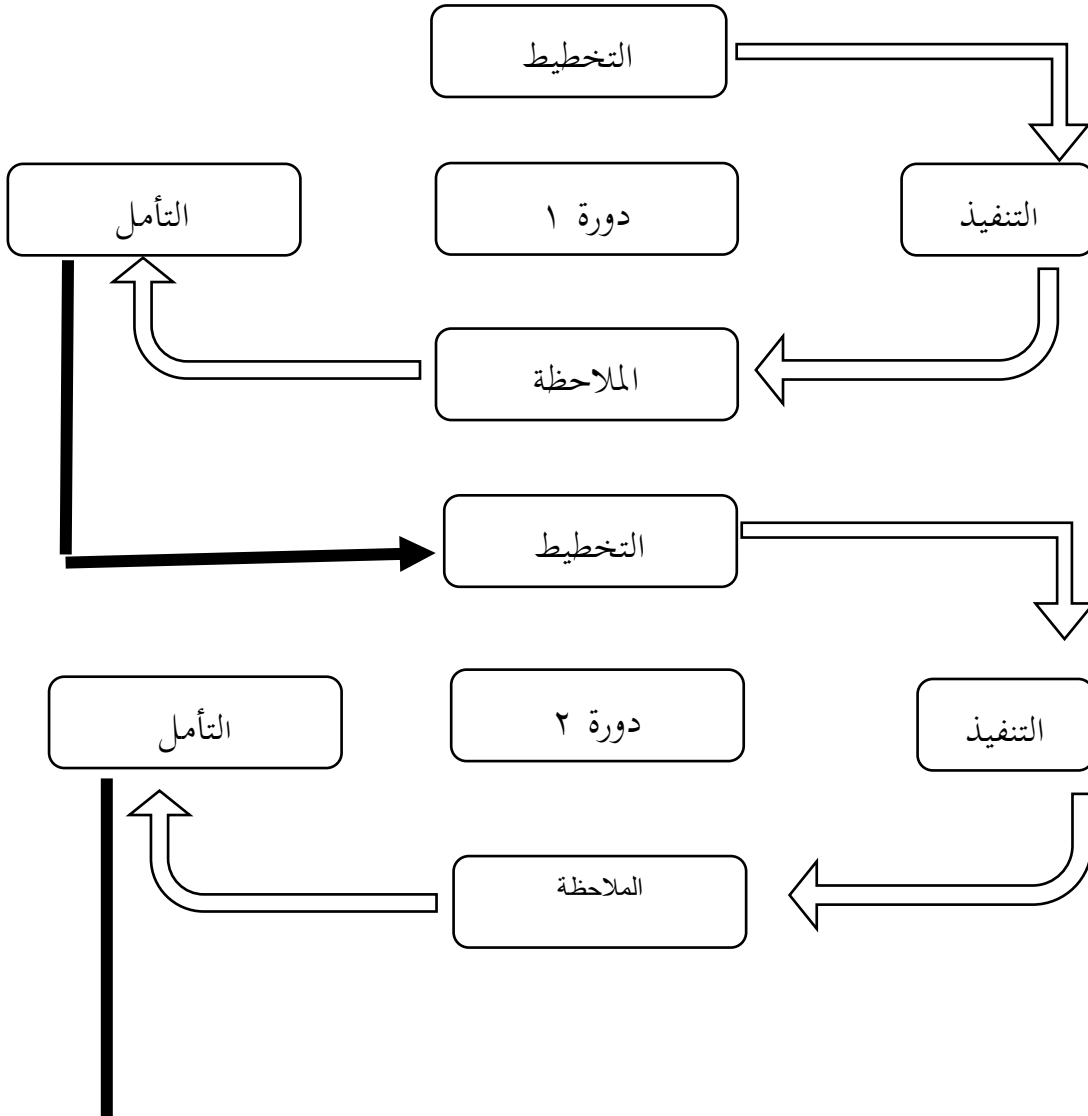 التخطيط
التنفيذ
دورة ١
التأمل
الملاحظة
التخطيط
التنفيذ
دورة ٢
التأمل
الملاحظة